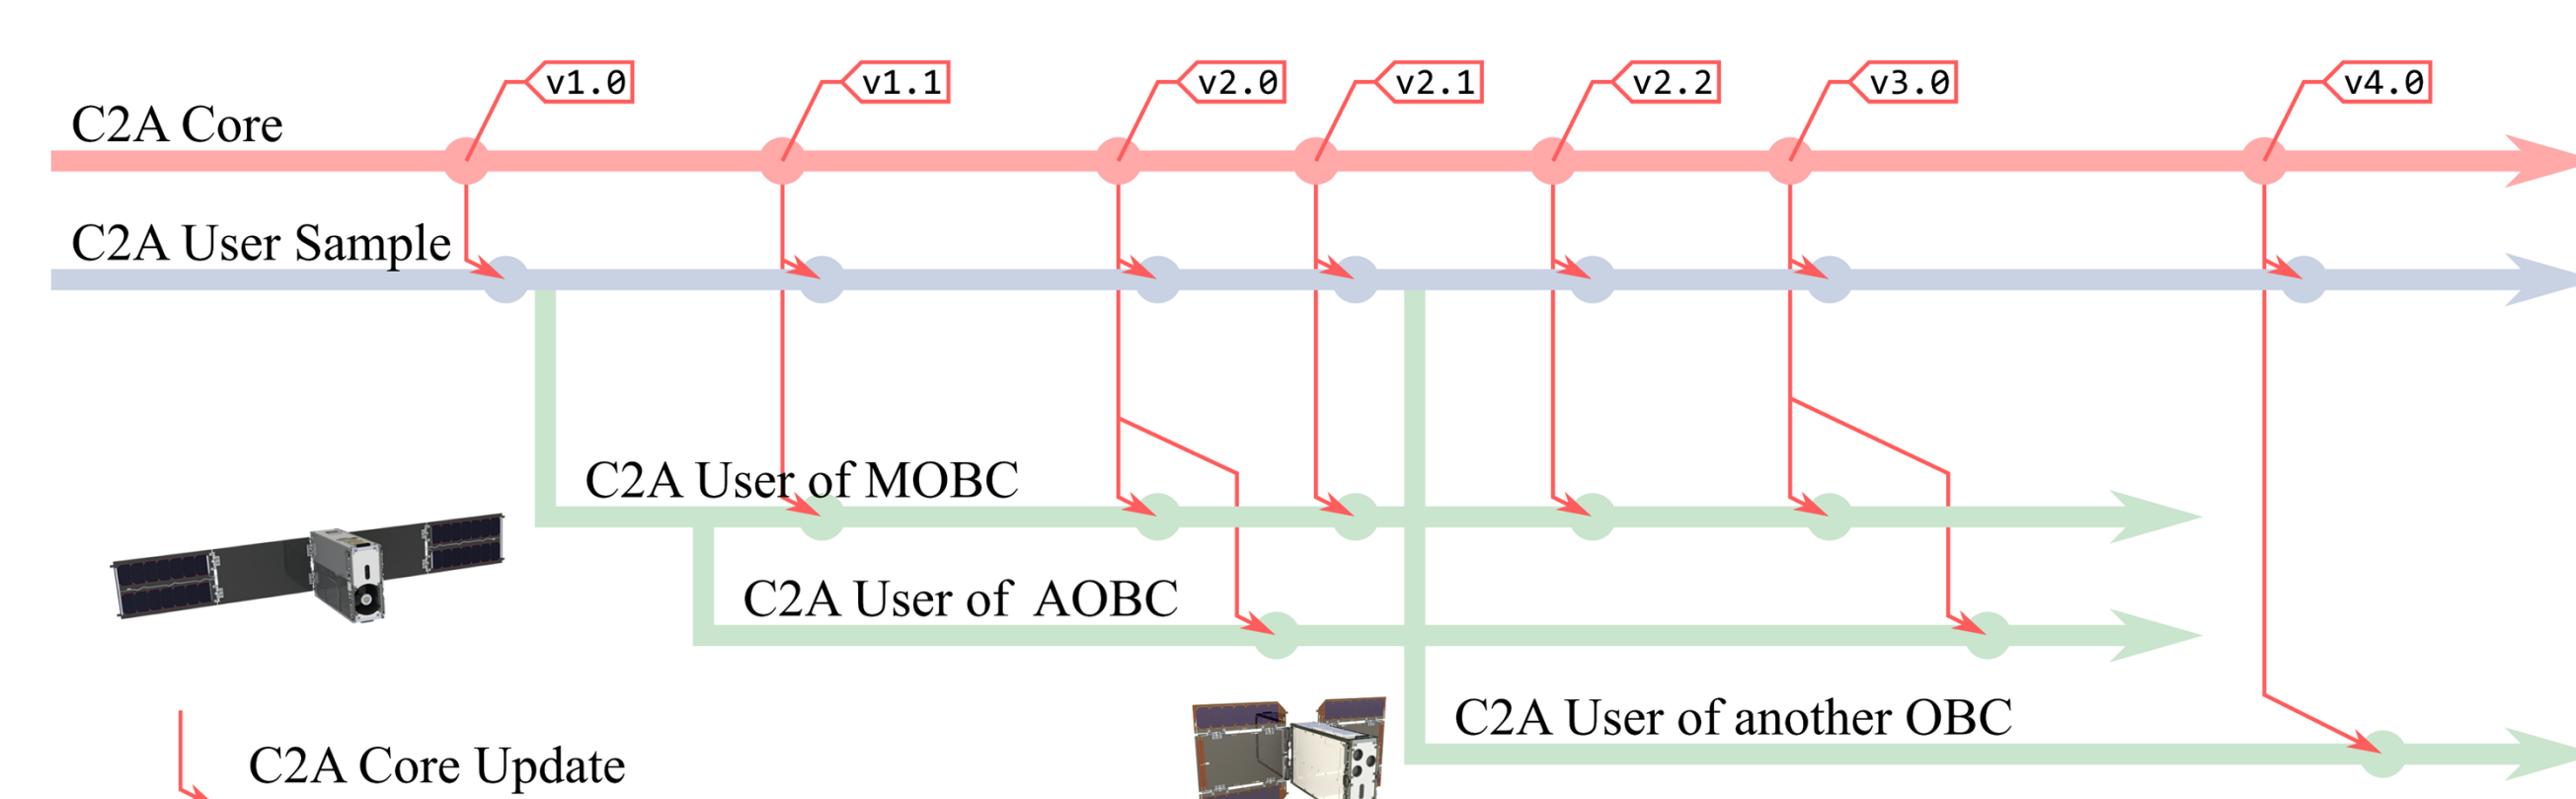 v1.0
v1.1
v2.0
v2.1
v2.2
v3.0
v4.0
C2A Core
C2A User Sample
C2A User of MOBC
C2A User of AOBC
C2A User of another OBC
C2A Core Update